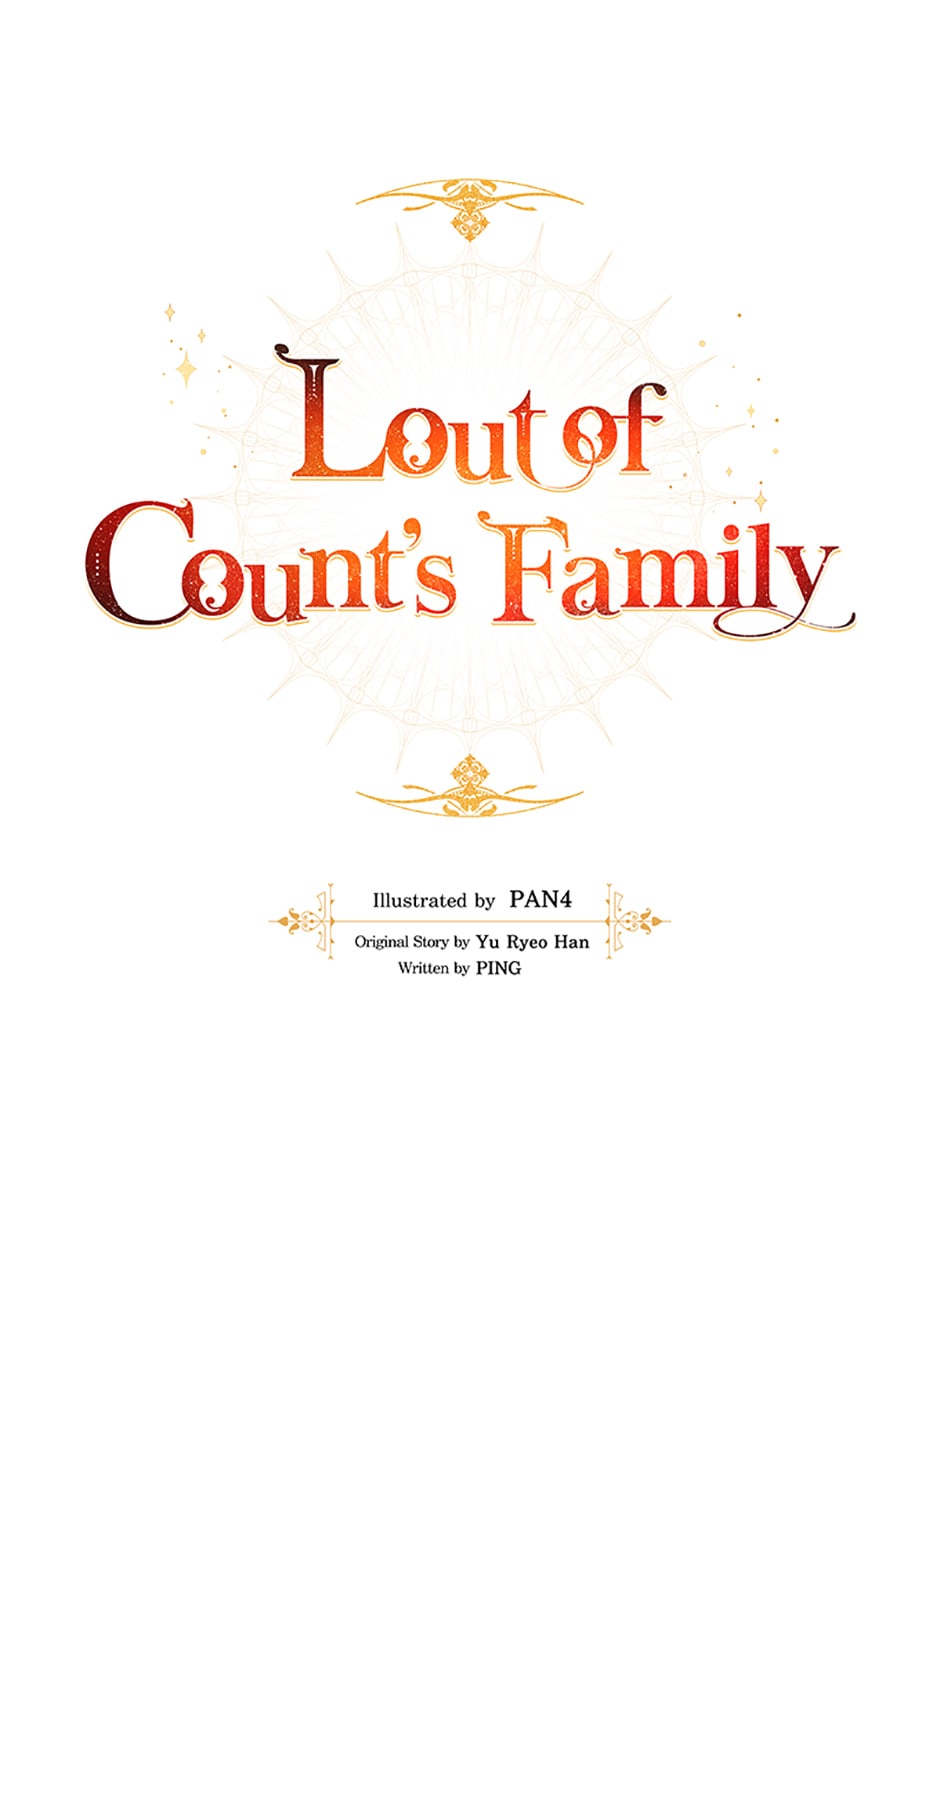 Lout of
Count's Family
Illustrated by PAN4
Original Story by Yu Ryeo Han
Written by PING